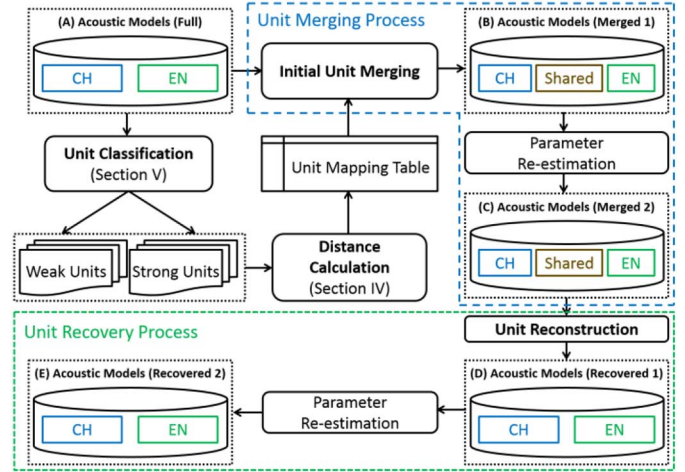 Unit Merging Process
(A) Acoustic Models (Full)
CH
EN
Initial Unit Merging
(B) Acoustic Models (Merged 1)
CH
Shared
EN
Unit Classification
(Section V)
Unit Mapping Table
Parameter
Re-estimation
Weak Units
Strong Units
Distance
Calculation
(Section IV)
(C) Acoustic Models (Merged 2)
CH
Shared
EN
Unit Recovery Process
Unit Reconstruction
(E) Acoustic Models (Recovered 2)
CH
EN
Parameter
Re-estimation
(D) Acoustic Models (Recovered 1)
CH
EN